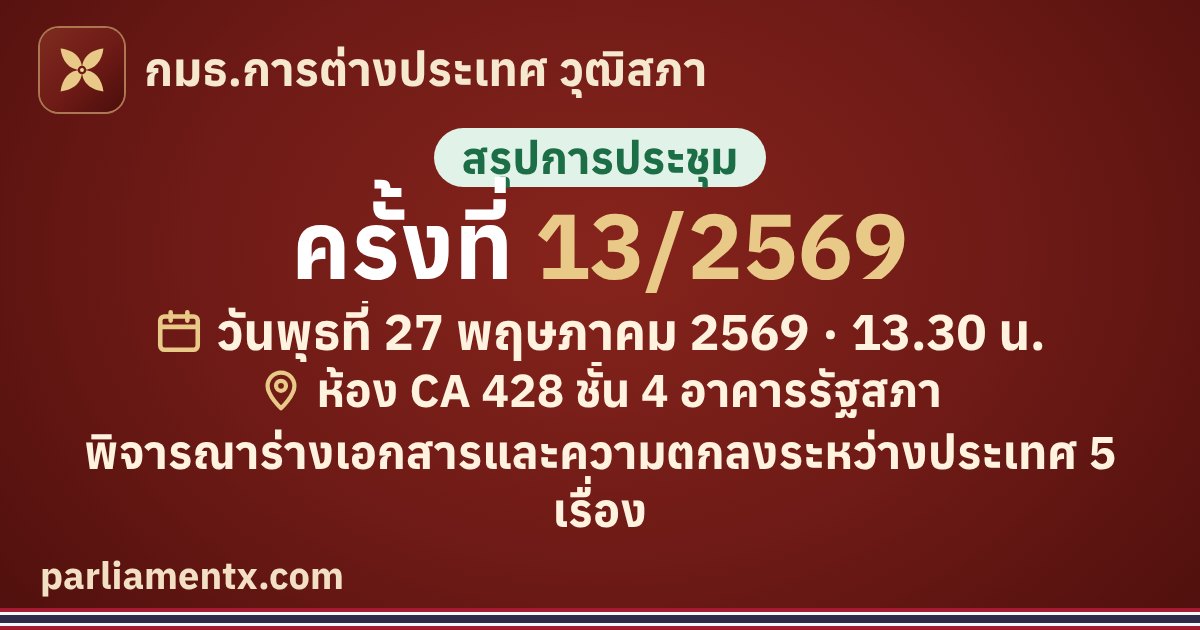 กมธ.การต่างประเทศ วุฒิสภา
สรุปการประชุม
ครั้งที่ 13/2569
วันพุธที่ 27 พฤษภาคม 2569 · 13.30 น.
ห้อง CA 428 ชั้น 4 อาคารรัฐสภา
พิจารณาร่างเอกสารและความตกลงระหว่างประเทศ 5
เรื่อง
parliamentx.com